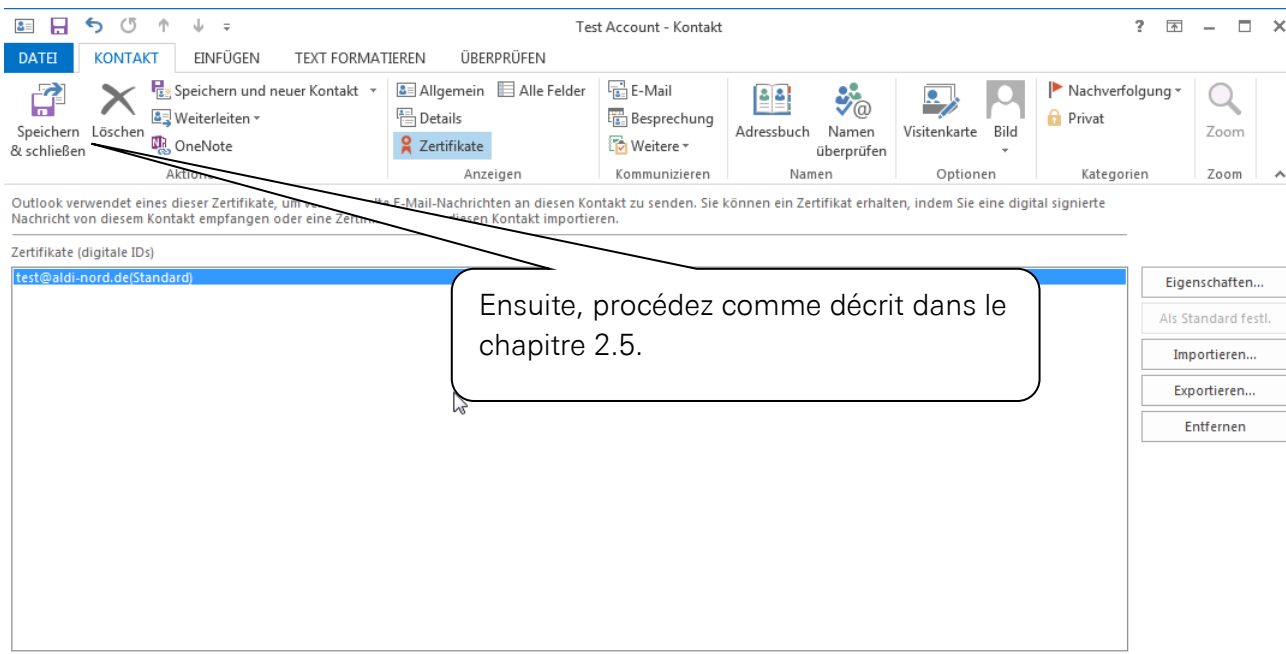 Test Account - Kontakt
?
DATEI KONTAKT EINFÜGEN TEXT FORMATIEREN ÜBERPRÜFEN
Speichern & schließen
Löschen
Speichern und neuer Kontakt
Weiterleiten
OneNote
Allgemein
Alle Felder
Details
Zertifikate
E-Mail
Besprechung
Weitere
Adressbuch
Namen überprüfen
Visitenkarte
Bild
Nachverfolgung
Privat
Zoom
Anzeigen Kommunizieren Namen Optionen Kategorien Zoom
Outlook verwendet eines dieser Zertifikate, um E-Mail-Nachrichten an diesen Kontakt zu senden. Sie können ein Zertifikat erhalten, indem Sie eine digital signierte
Nachricht von diesem Kontakt empfangen oder eine diesen Kontakt importieren.
Zertifikate (digitale IDs)
test@aldi-nord.de(Standard)
Ensuite, procédez comme décrit dans le
chapitre 2.5.
Eigenschaften...
Als Standard festl.
Importieren...
Exportieren...
Entfernen